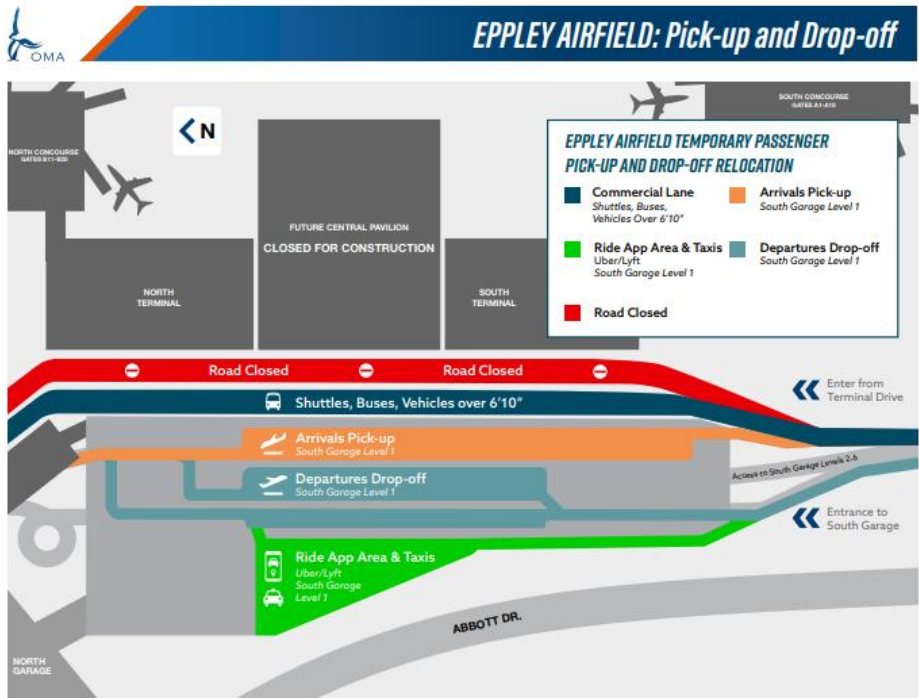 OMA
EPPLEY AIRFIELD: Pick-up and Drop-off
NORTH CONCOURSE
GATES B11-B20
N
SOUTH CONCOURSE
GATES A1-A10
FUTURE CENTRAL PAVILION
CLOSED FOR CONSTRUCTION
NORTH
TERMINAL
SOUTH
TERMINAL
EPPLEY AIRFIELD TEMPORARY PASSENGER
PICK-UP AND DROP-OFF RELOCATION
Commercial Lane
Shuttles, Buses,
Vehicles Over 6'10"
Arrivals Pick-up
South Garage Level 1
Ride App Area & Taxis
Uber/Lyft
South Garage Level 1
Departures Drop-off
South Garage Level 1
Road Closed
Road Closed
Road Closed
Shuttles, Buses, Vehicles over 6'10"
Enter from
Terminal Drive
Arrivals Pick-up
South Garage Level 1
Access to South Garage Levels 2-6
Departures Drop-off
South Garage Level 1
Entrance to
South Garage
Ride App Area & Taxis
Uber/Lyft
South Garage
Level 1
ABBOTT DR.
NORTH
GARAGE